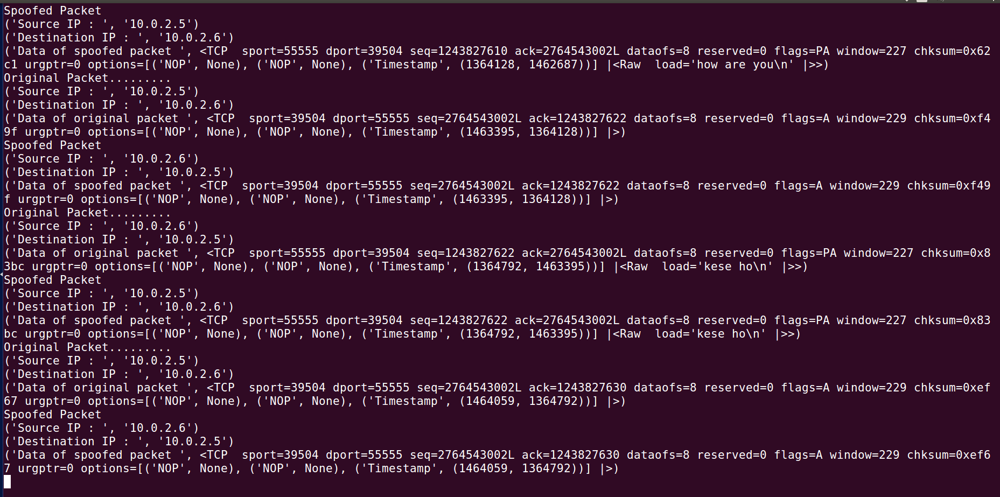 Spoofed Packet
('Source IP : ', '10.0.2.5')
('Destination IP : ', '10.0.2.6')
('Data of spoofed packet ', <TCP  sport=55555 dport=39504 seq=1243827610 ack=2764543002L dataofs=8 reserved=0 flags=PA window=227 chksum=0x62
c1 urgptr=0 options=[('NOP', None), ('NOP', None), ('Timestamp', (1364128, 1462687))] |<Raw  load='how are you\n' |>>)
Original Packet.........
('Source IP : ', '10.0.2.5')
('Destination IP : ', '10.0.2.6')
('Data of original packet ', <TCP  sport=39504 dport=55555 seq=2764543002L ack=1243827622 dataofs=8 reserved=0 flags=A window=229 chksum=0xf4
9f urgptr=0 options=[('NOP', None), ('NOP', None), ('Timestamp', (1463395, 1364128))] |>)
Spoofed Packet
('Source IP : ', '10.0.2.6')
('Destination IP : ', '10.0.2.5')
('Data of spoofed packet ', <TCP  sport=39504 dport=55555 seq=2764543002L ack=1243827622 dataofs=8 reserved=0 flags=A window=229 chksum=0xf49
f urgptr=0 options=[('NOP', None), ('NOP', None), ('Timestamp', (1463395, 1364128))] |>)
Original Packet.........
('Source IP : ', '10.0.2.6')
('Destination IP : ', '10.0.2.5')
('Data of original packet ', <TCP  sport=55555 dport=39504 seq=1243827622 ack=2764543002L dataofs=8 reserved=0 flags=PA window=227 chksum=0x8
3bc urgptr=0 options=[('NOP', None), ('NOP', None), ('Timestamp', (1364792, 1463395))] |<Raw  load='kese ho\n' |>>)
Spoofed Packet
('Source IP : ', '10.0.2.5')
('Destination IP : ', '10.0.2.6')
('Data of spoofed packet ', <TCP  sport=55555 dport=39504 seq=1243827622 ack=2764543002L dataofs=8 reserved=0 flags=PA window=227 chksum=0x83
bc urgptr=0 options=[('NOP', None), ('NOP', None), ('Timestamp', (1364792, 1463395))] |<Raw  load='kese ho\n' |>>)
Original Packet.........
('Source IP : ', '10.0.2.5')
('Destination IP : ', '10.0.2.6')
('Data of original packet ', <TCP  sport=39504 dport=55555 seq=2764543002L ack=1243827630 dataofs=8 reserved=0 flags=A window=229 chksum=0xef
67 urgptr=0 options=[('NOP', None), ('NOP', None), ('Timestamp', (1464059, 1364792))] |>)
Spoofed Packet
('Source IP : ', '10.0.2.6')
('Destination IP : ', '10.0.2.5')
('Data of spoofed packet ', <TCP  sport=39504 dport=55555 seq=2764543002L ack=1243827630 dataofs=8 reserved=0 flags=A window=229 chksum=0xef6
7 urgptr=0 options=[('NOP', None), ('NOP', None), ('Timestamp', (1464059, 1364792))] |>)